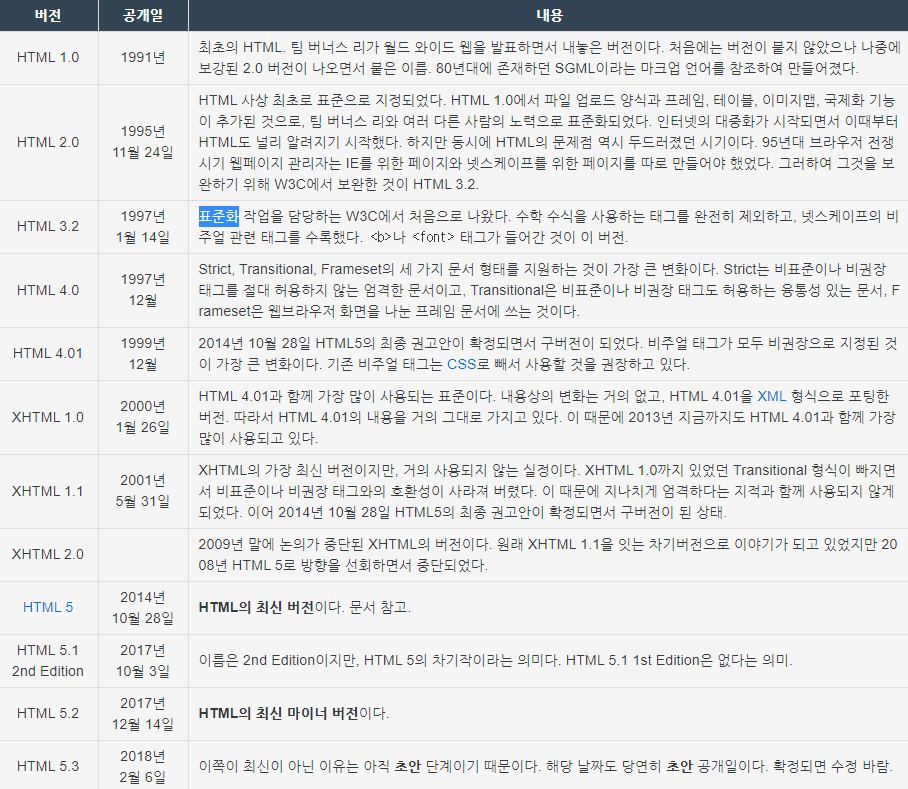 버전 공개일 내용
HTML 1.0 1991년 최초의 HTML. 팀 버너스 리가 월드 와이드 웹을 발표하면서 내놓은 버전이다. 처음에는 버전이 붙지 않았으나 나중에
보강된 2.0 버전이 나오면서 붙은 이름. 80년대에 존재하던 SGML이라는 마크업 언어를 참조하여 만들어졌다.
HTML 2.0
1995년
11월 24일
HTML 사상 최초로 표준으로 지정되었다. HTML 1.0에서 파일 업로드 양식과 프레임, 테이블, 이미지맵, 국제화 기능
이 추가된 것으로, 팀 버너스 리와 여러 다른 사람의 노력으로 표준화되었다. 인터넷의 대중화가 시작되면서 이때부터
HTML도 널리 알려지기 시작했다. 하지만 동시에 HTML의 문제점 역시 두드러졌던 시기이다. 95년대 브라우저 전쟁
시기 웹페이지 관리자는 IE를 위한 페이지와 넷스케이프를 위한 페이지를 따로 만들어야 했었다. 그러하여 그것을 보
완하기 위해 W3C에서 보완한 것이 HTML 3.2.
HTML 3.2
1997년
1월 14일
표준화 작업을 담당하는 W3C에서 처음으로 나왔다. 수학 수식을 사용하는 태그를 완전히 제외하고, 넷스케이프의 비
주얼 관련 태그를 수록했다. <b>나 <font> 태그가 들어간 것이 이 버전.
HTML 4.0
1997년
12월
Strict, Transitional, Frameset의 세 가지 문서 형태를 지원하는 것이 가장 큰 변화이다. Strict는 비표준이나 비권장
태그를 절대 허용하지 않는 엄격한 문서이고, Transitional은 비표준이나 비권장 태그도 허용하는 융통성 있는 문서, F
rameset은 웹브라우저 화면을 나눈 프레임 문서에 쓰는 것이다.
HTML 4.01
1999년
12월
2014년 10월 28일 HTML5의 최종 권고안이 확정되면서 구버전이 되었다. 비주얼 태그가 모두 비권장으로 지정된 것
이 가장 큰 변화이다. 기존 비주얼 태그는 CSS로 빼서 사용할 것을 권장하고 있다.
XHTML 1.0
2000년
1월 26일
HTML 4.01과 함께 가장 많이 사용되는 표준이다. 내용상의 변화는 거의 없고, HTML 4.01을 XML 형식으로 포팅한
버전. 따라서 HTML 4.01의 내용을 거의 그대로 가지고 있다. 이 때문에 2013년 지금까지도 HTML 4.01과 함께 가장
많이 사용되고 있다.
XHTML 1.1
2001년
5월 31일
XHTML의 가장 최신 버전이지만, 거의 사용되지 않는 실정이다. XHTML 1.0까지 있었던 Transitional 형식이 빠지면
서 비표준이나 비권장 태그와의 호환성이 사라져 버렸다. 이 때문에 지나치게 엄격하다는 지적과 함께 사용되지 않게
되었다. 이어 2014년 10월 28일 HTML5의 최종 권고안이 확정되면서 구버전이 된 상태.
XHTML 2.0
2009년 말에 논의가 중단된 XHTML의 버전이다. 원래 XHTML 1.1을 잇는 차기버전으로 이야기가 되고 있었지만 20
08년 HTML 5로 방향을 선회하면서 중단되었다.
HTML 5
2014년
10월 28일
HTML의 최신 버전이다. 문서 참고.
HTML 5.1
2nd Edition
2017년
10월 3일
이름은 2nd Edition이지만, HTML 5의 차기작이라는 의미다. HTML 5.1 1st Edition은 없다는 의미.
HTML 5.2
2017년
12월 14일
HTML의 최신 마이너 버전이다.
HTML 5.3
2018년
2월 6일
이쪽이 최신이 아닌 이유는 아직 초안 단계이기 때문이다. 해당 날짜도 당연히 초안 공개일이다. 확정되면 수정 바람.